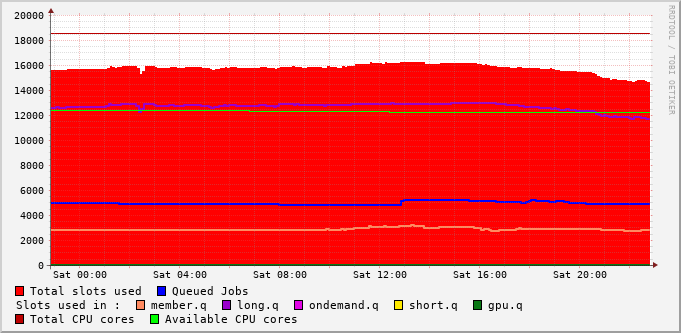 RRDTOOL / TOBI OETIKER
20000
18000
16000
14000
12000
10000
8000
6000
4000
2000
0
Sat 00:00 Sat 04:00 Sat 08:00 Sat 12:00 Sat 16:00 Sat 20:00
Total slots used Queued Jobs
Slots used in : member.q long.q ondemand.q short.q gpu.q
Total CPU cores Available CPU cores